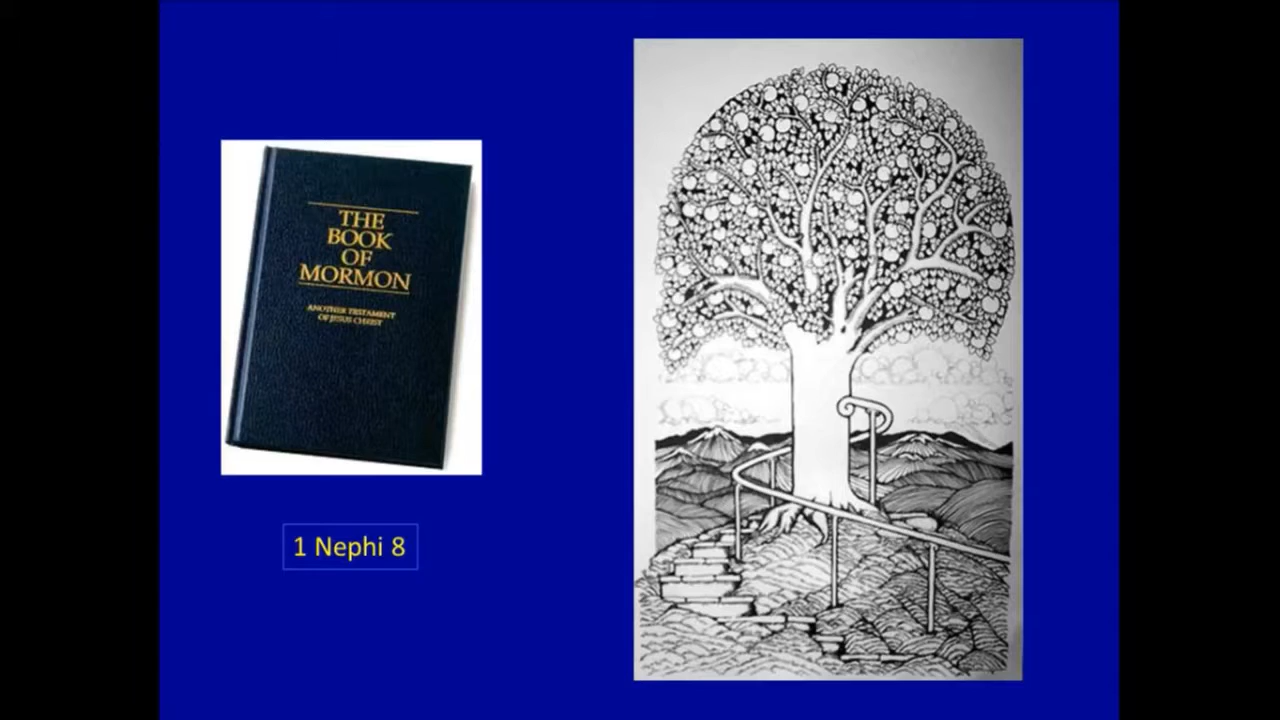 THE
BOOK
OF
MORMON
ANOTHER TESTAMENT
OF JESUS CHRIST
1 Nephi 8